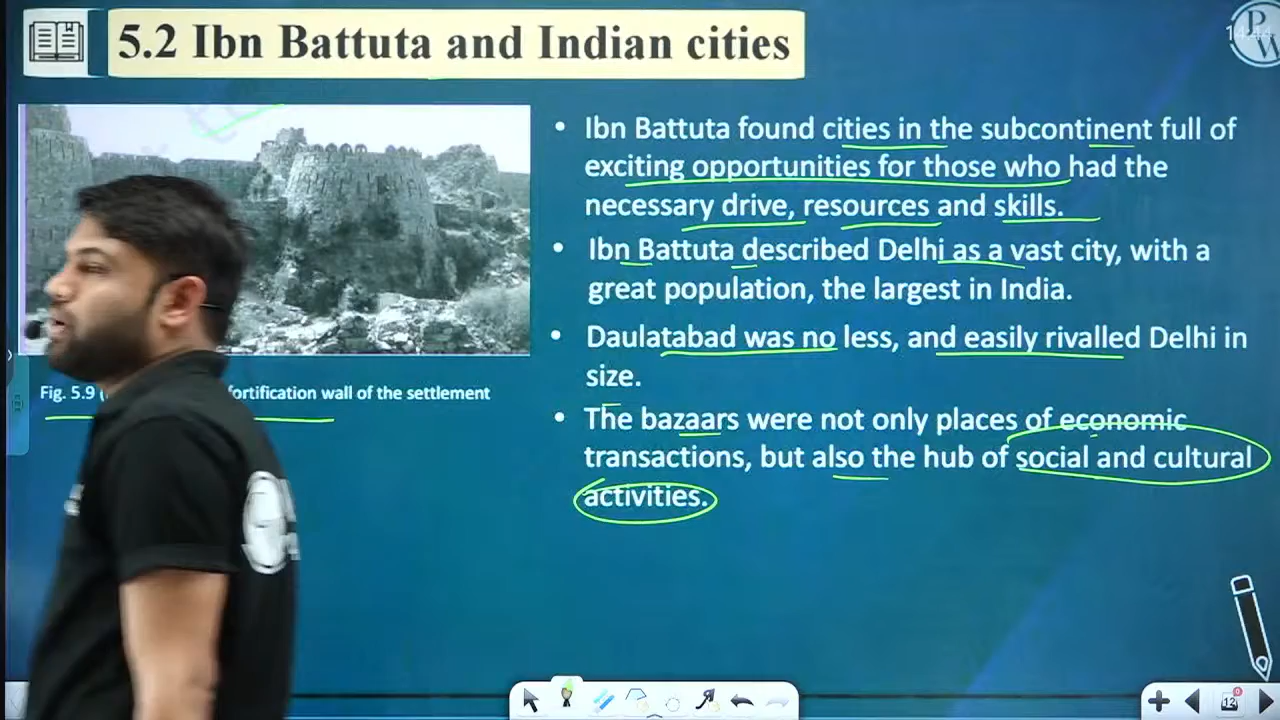 5.2 Ibn Battuta and Indian cities
PW
• Ibn Battuta found cities in the subcontinent full of
exciting opportunities for those who had the
necessary drive, resources and skills.
• Ibn Battuta described Delhi as a vast city, with a
great population, the largest in India.
• Daulatabad was no less, and easily rivalled Delhi in
size.
• The bazaars were not only places of economic
transactions, but also the hub of social and cultural
activities.
Fig. 5.9 ( fortification wall of the settlement
12